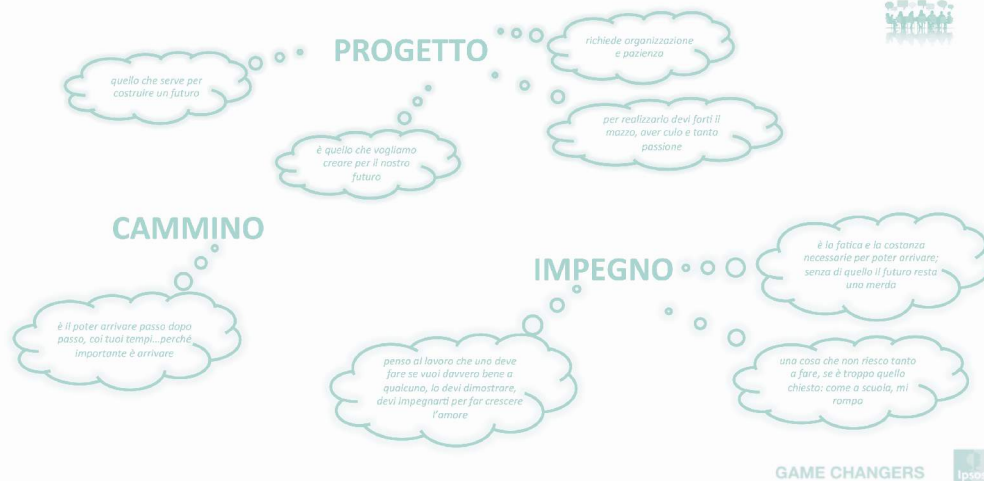 PROGETTO
quello che serve per
costruire un futuro
richiede organizzazione
e pazienza
per realizzarlo devi farti il
mazzo, aver culo e tanta
passione
è quello che vogliamo
creare per il nostro
futuro
CAMMINO
è il poter arrivare passo dopo
passo, coi tuoi tempi...perché
importante è arrivare
IMPEGNO
è la fatica e la costanza
necessarie per poter arrivare;
senza di quello il futuro resta
una merda
penso al lavoro che uno deve
fare se vuoi davvero bene a
qualcuno, lo devi dimostrare,
devi impegnarti per far crescere
l'amore
una cosa che non riesco tanto
a fare, se è troppo quello
chiesto: come a scuola, mi
rompo
GAME CHANGERS
Ipsos